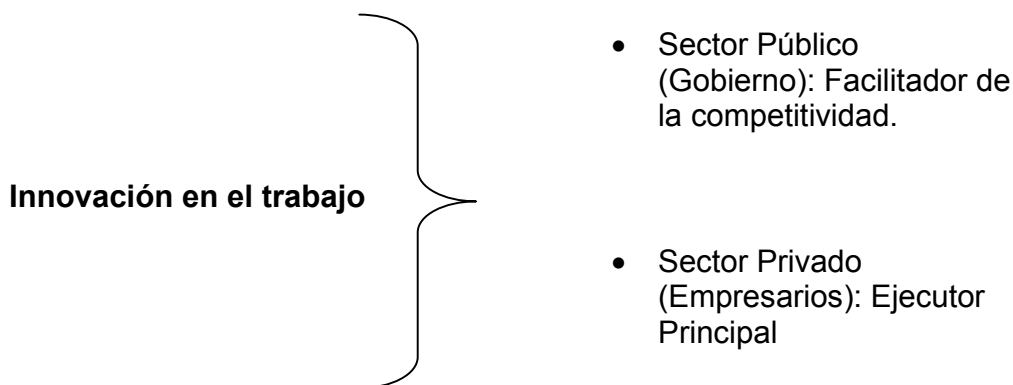 • Sector Público
(Gobierno): Facilitador de
la competitividad.
Innovación en el trabajo
• Sector Privado
(Empresarios): Ejecutor
Principal